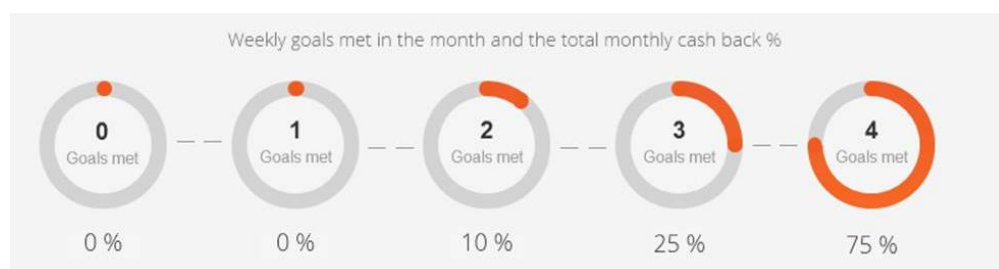 Weekly goals met in the month and the total monthly cash back %
0 1 2 3 4
Goals met Goals met Goals met Goals met Goals met
0 % 0 % 10 % 25 % 75 %